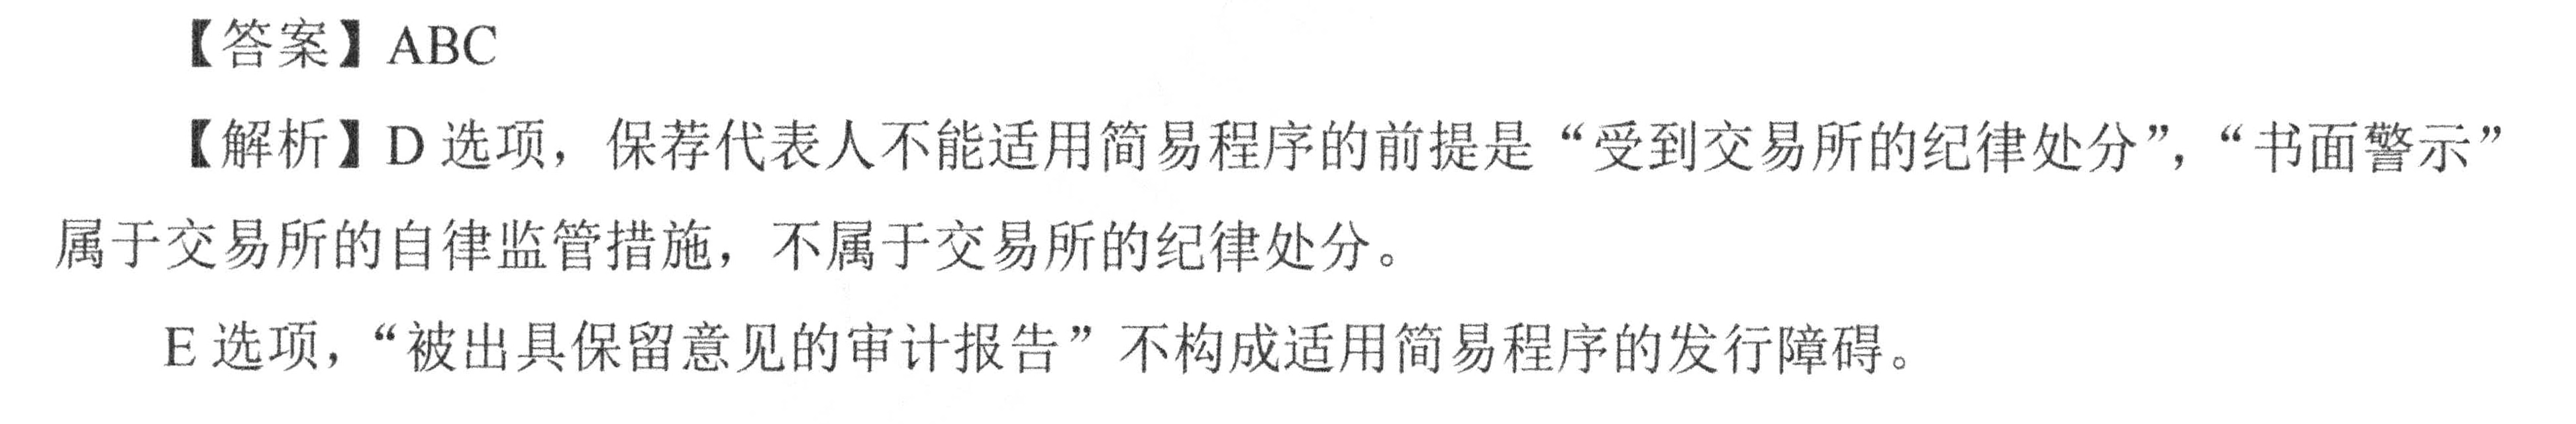 【答案】ABC
【解析】D 选项，保荐代表人不能适用简易程序的前提是“受到交易所的纪律处分”，“书面警示”
属于交易所的自律监管措施，不属于交易所的纪律处分。
E 选项，“被出具保留意见的审计报告”不构成适用简易程序的发行障碍。